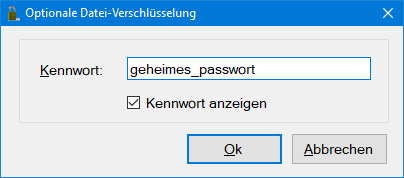 Optionale Datei-Verschlüsselung
Kennwort: geheimes_passwort
Kennwort anzeigen
Ok Abbrechen